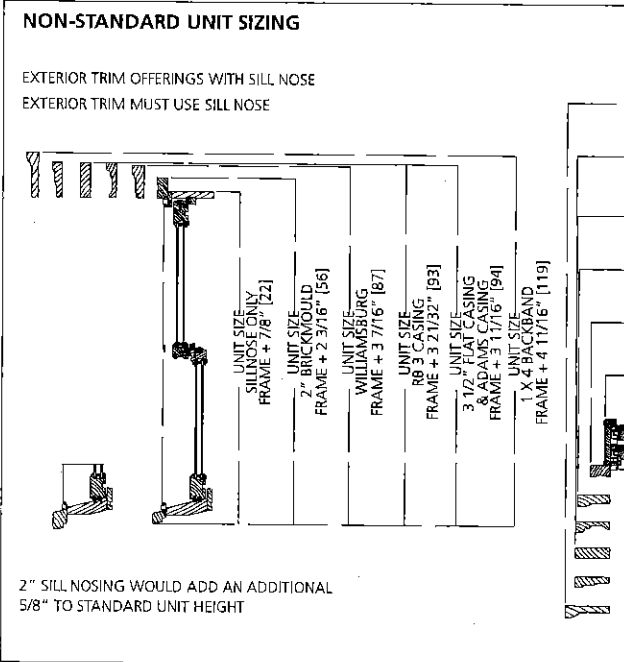 NON-STANDARD UNIT SIZING
EXTERIOR TRIM OFFERINGS WITH SILL NOSE
EXTERIOR TRIM MUST USE SILL NOSE
UNIT SIZE
SILLNOSE ONLY
FRAME + 7/8" [22]
UNIT SIZE
2" BRICKMOULD
FRAME + 2 3/16" [56]
UNIT SIZE
WILLIAMSBURG
FRAME + 3 7/16" [87]
UNIT SIZE
RB 3 CASING
FRAME + 3 21/32" [93]
UNIT SIZE
3 1/2" FLAT CASING
& ADAMS CASING
FRAME + 3 11/16" [94]
UNIT SIZE
1 X 4 BACKBAND
FRAME + 4 11/16" [119]
2" SILL NOSING WOULD ADD AN ADDITIONAL
5/8" TO STANDARD UNIT HEIGHT